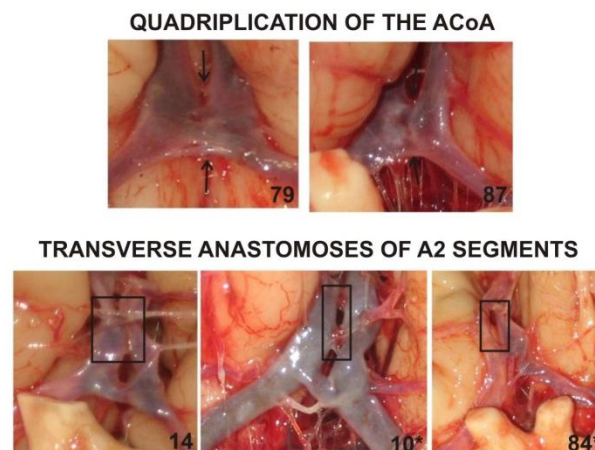 QUADRIPLICATION OF THE ACoA
79
87
TRANSVERSE ANASTOMOSES OF A2 SEGMENTS
14
10*
84*